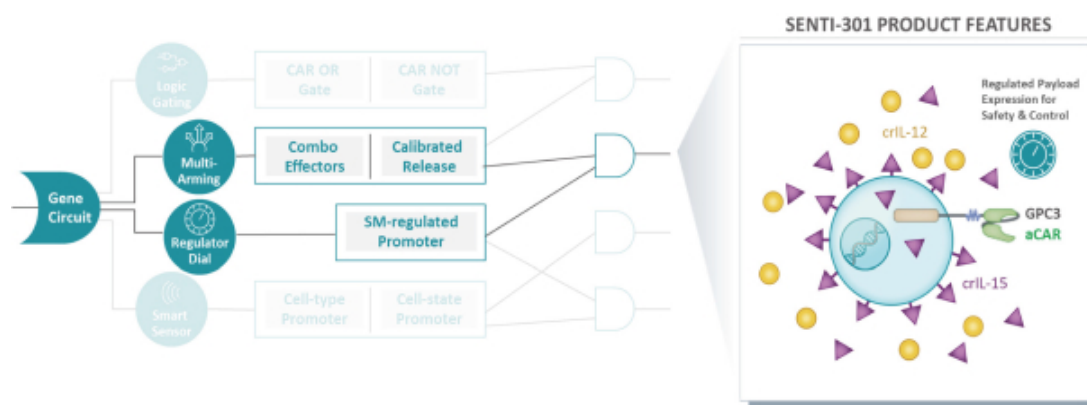 SENTI-301 PRODUCT FEATURES
Logic
Gating
CAR OR
Gate
CAR NOT
Gate
Multi-
Arming
Combo
Effectors
Calibrated
Release
Gene
Circuit
Regulator
Dial
SM-regulated
Promoter
Smart
Sensor
Cell-type
Promoter
Cell-state
Promoter
Regulated Payload
Expression for
Safety & Control
crIL-12
GPC3
aCAR
crIL-15